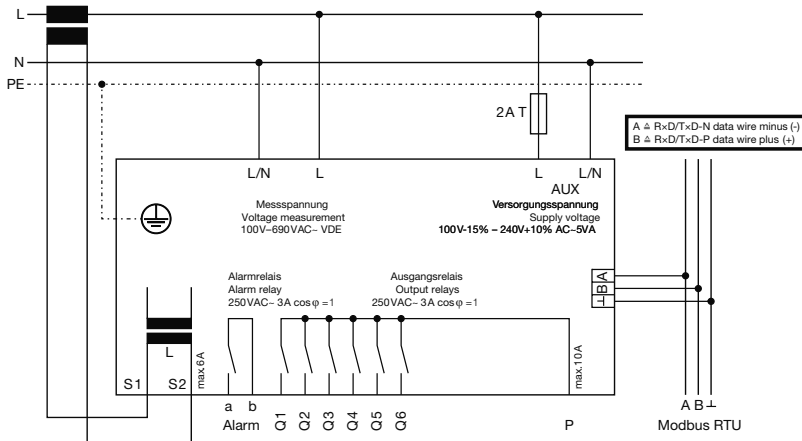 L
N
PE
2A T
A ≙ R×D/T×D-N data wire minus (-)
B ≙ R×D/T×D-P data wire plus (+)
L/N
L
L
L/N
AUX
Messspannung
Voltage measurement
100V–690VAC~ VDE
Versorgungsspannung
Supply voltage
100V-15% – 240V+10% AC~5VA
Alarmrelais
Alarm relay
250VAC~ 3A cos φ =1
Ausgangsrelais
Output relays
250VAC~ 3A cos φ =1
A
B
⊥
L
S1
S2
max.6A
max.10A
a
b
Alarm
Q1
Q2
Q3
Q4
Q5
Q6
P
A B ⊥
Modbus RTU